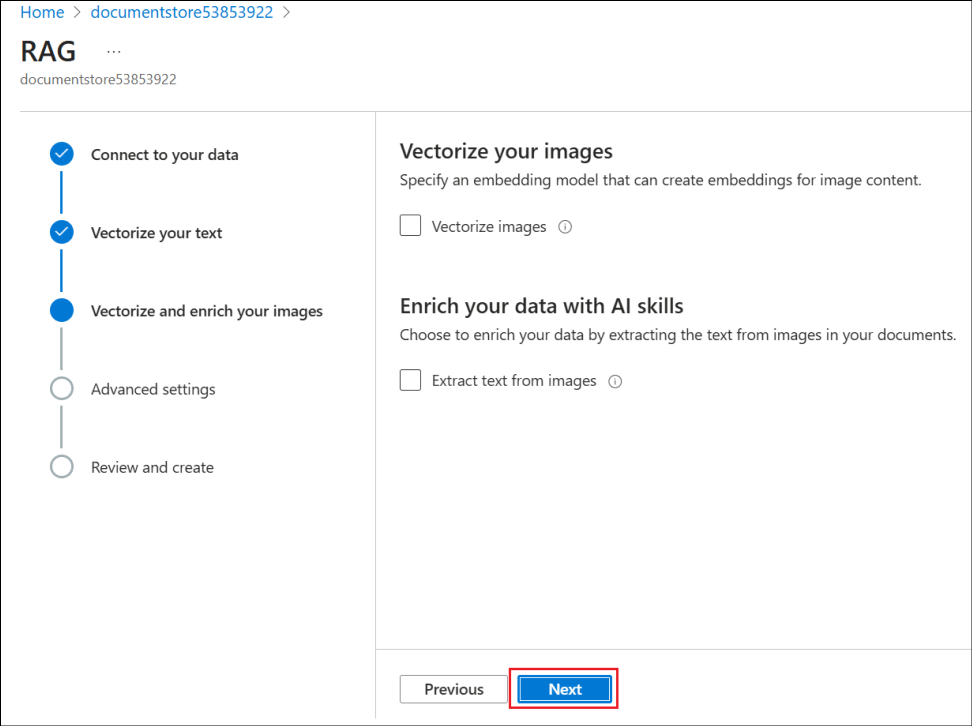 Home > documentstore53853922 >
RAG ...
documentstore53853922
Connect to your data
Vectorize your text
Vectorize and enrich your images
Advanced settings
Review and create
Vectorize your images
Specify an embedding model that can create embeddings for image content.
Vectorize images
Enrich your data with AI skills
Choose to enrich your data by extracting the text from images in your documents.
Extract text from images
Previous
Next